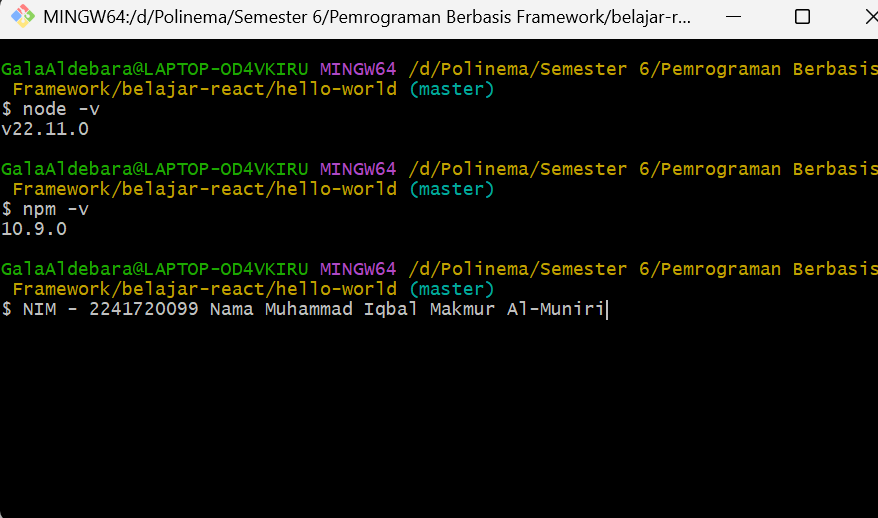 MINGW64:/d/Polinema/Semester 6/Pemrograman Berbasis Framework/belajar-r...
GalaAldebara@LAPTOP-OD4VKIRU MINGW64 /d/Polinema/Semester 6/Pemrograman Berbasis
Framework/belajar-react/hello-world (master)
$ node -v
v22.11.0
GalaAldebara@LAPTOP-OD4VKIRU MINGW64 /d/Polinema/Semester 6/Pemrograman Berbasis
Framework/belajar-react/hello-world (master)
$ npm -v
10.9.0
GalaAldebara@LAPTOP-OD4VKIRU MINGW64 /d/Polinema/Semester 6/Pemrograman Berbasis
Framework/belajar-react/hello-world (master)
$ NIM - 2241720099 Nama Muhammad Iqbal Makmur Al-Muniri